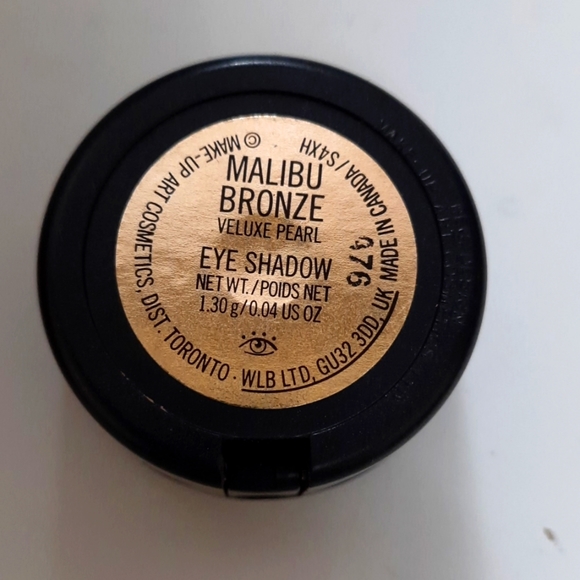 MALIBU
BRONZE
VELUXE PEARL
EYE SHADOW
NET WT./POIDS NET
1.30 g/0.04 US OZ
© MAKE-UP ART COSMETICS, DIST. TORONTO · WLB LTD, GU32 3DD, UK MADE IN CANADA / S4XH